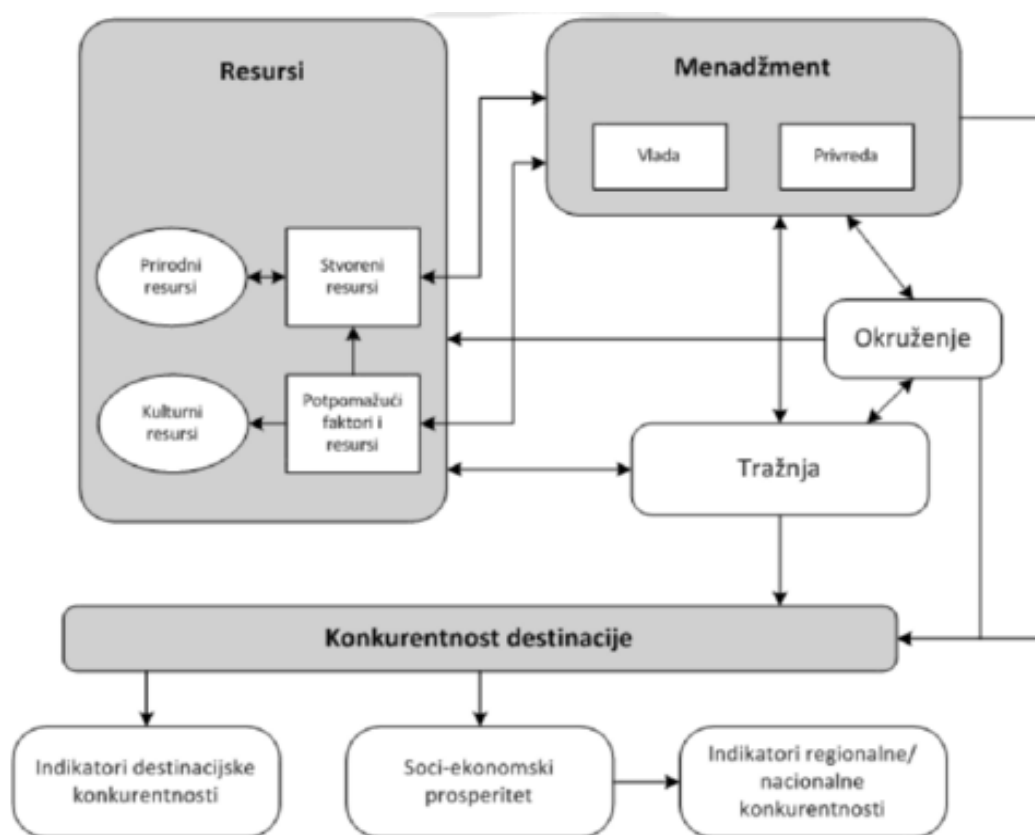 Resursi
Menadžment
Vlada
Privreda
Prirodni
resursi
Stvoreni
resursi
Okruženje
Kulturni
resursi
Potpomažući
faktori i
resursi
Tražnja
Konkurentnost destinacije
Indikatori destinacijske
konkurentnosti
Soci-ekonomski
prosperitet
Indikatori regionalne/
nacionalne
konkurentnosti